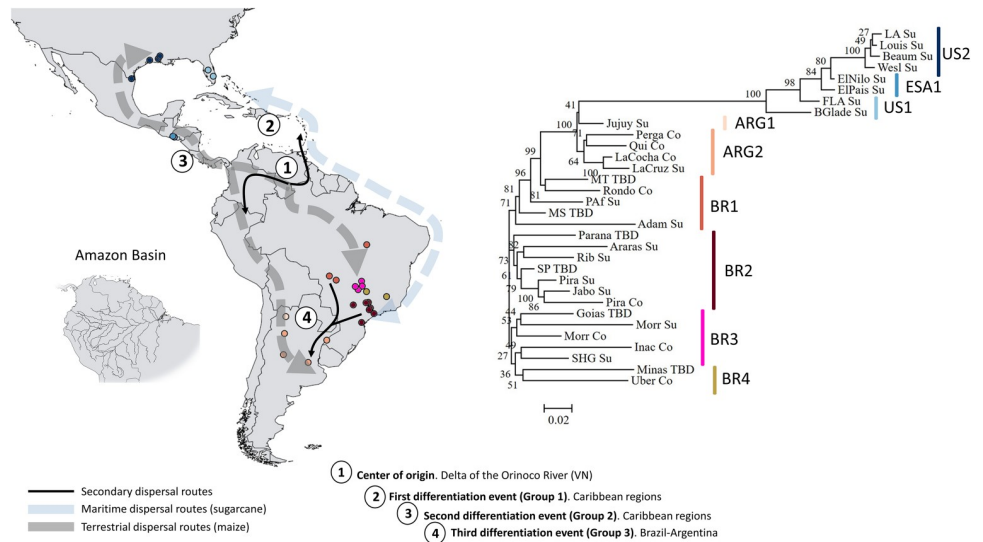 2
3
1
4
Amazon Basin
Secondary dispersal routes
Maritime dispersal routes (sugarcane)
Terrestrial dispersal routes (maize)
1 Center of origin. Delta of the Orinoco River (VN)
2 First differentiation event (Group 1). Caribbean regions
3 Second differentiation event (Group 2). Caribbean regions
4 Third differentiation event (Group 3). Brazil-Argentina
LA Su
Louis Su
Beaum Su
Wesl Su
ElNilo Su
ElPais Su
FLA Su
BGlade Su
Jujuy Su
Perga Co
Qui Co
LaCocha Co
LaCruz Su
MT TBD
Rondo Co
PAf Su
MS TBD
Adam Su
Parana TBD
Araras Su
Rib Su
SP TBD
Pira Su
Jabo Su
Pira Co
Goias TBD
Morr Su
Morr Co
Inac Co
SHG Su
Minas TBD
Uber Co
27
49
100
80
84
98
100
41
100
71
64
100
99
96
81
81
71
82
73
61
79
100
86
44
53
49
27
36
51
US2
ESA1
US1
ARG1
ARG2
BR1
BR2
BR3
BR4
0.02